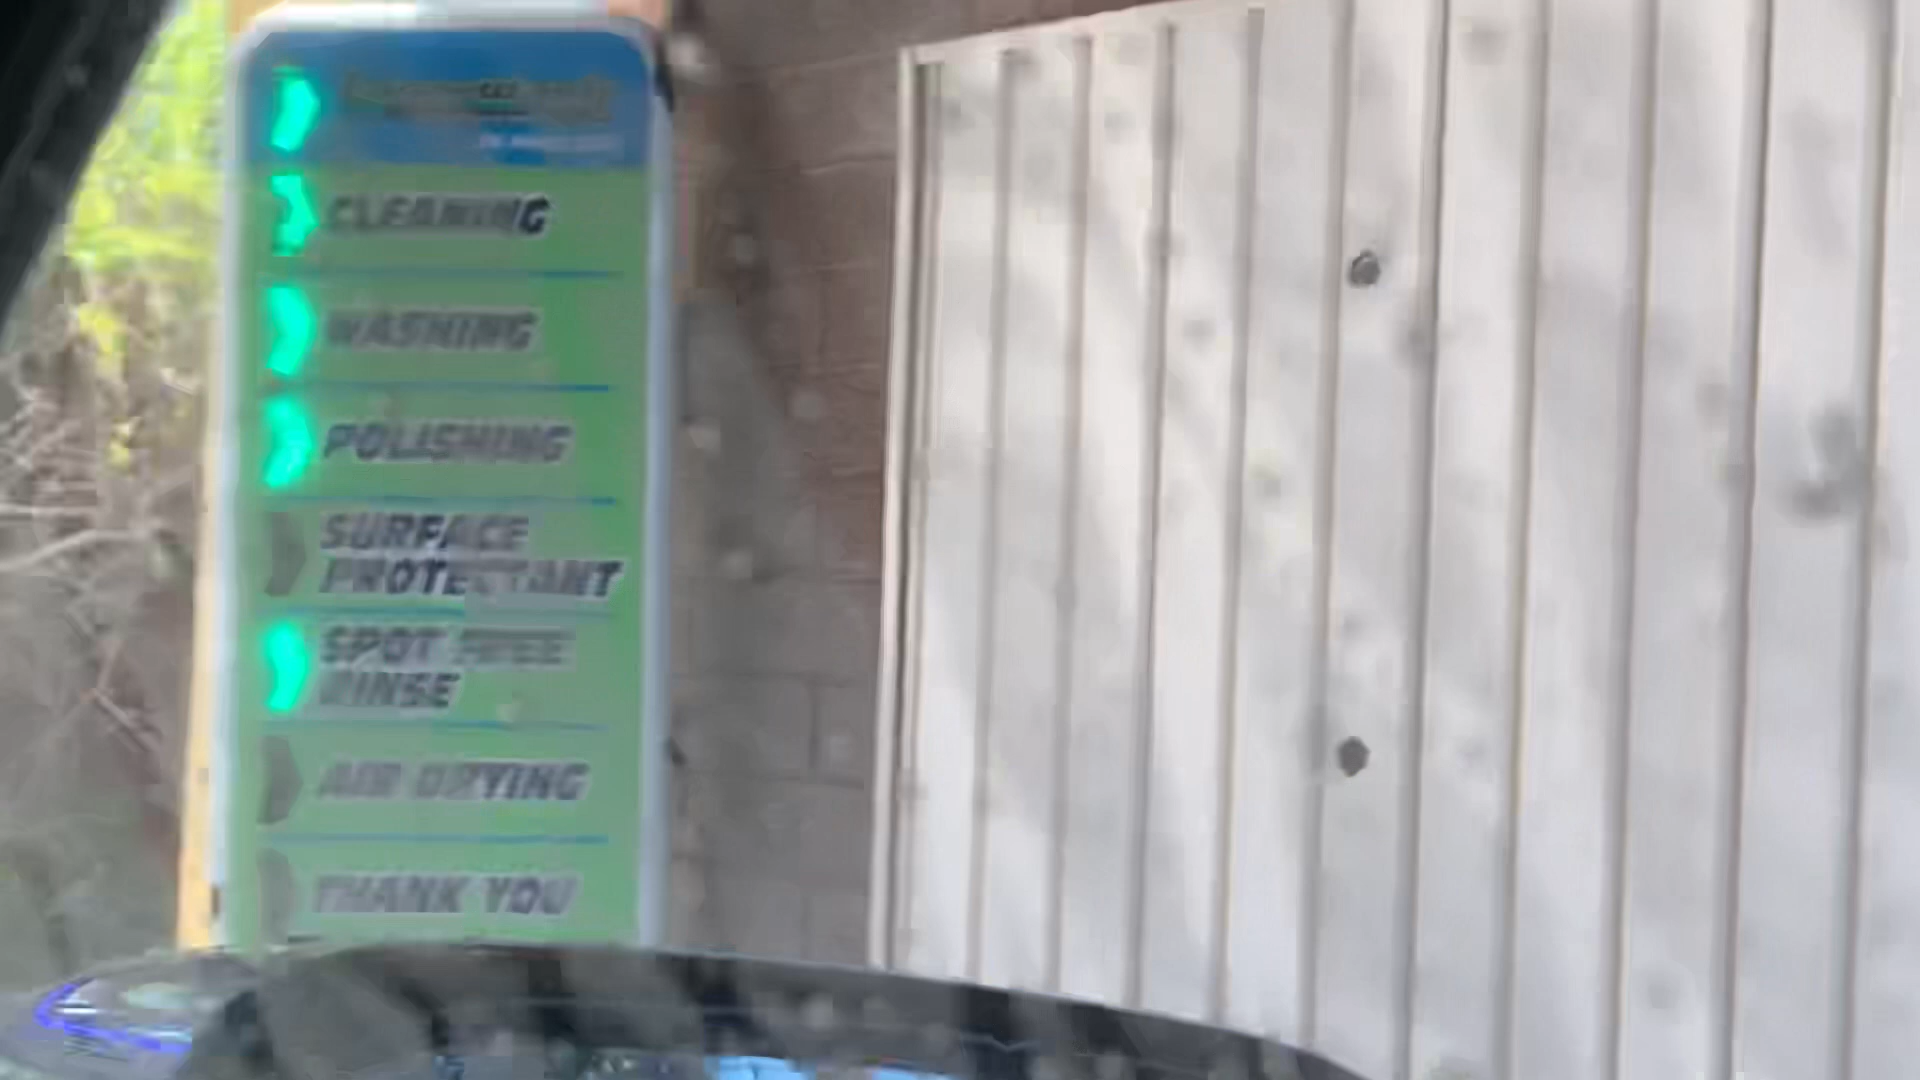 CLEANING
WASHING
POLISHING
SURFACE
PROTECTANT
SPOT FREE
RINSE
AIR DRYING
THANK YOU